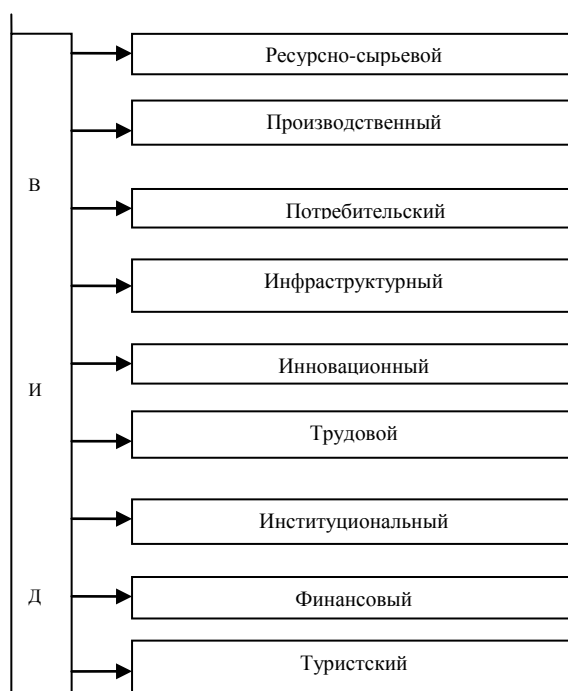 Ресурсно-сырьевой
Производственный
В
Потребительский
Инфраструктурный
Инновационный
И
Трудовой
Институциональный
Д
Финансовый
Туристский